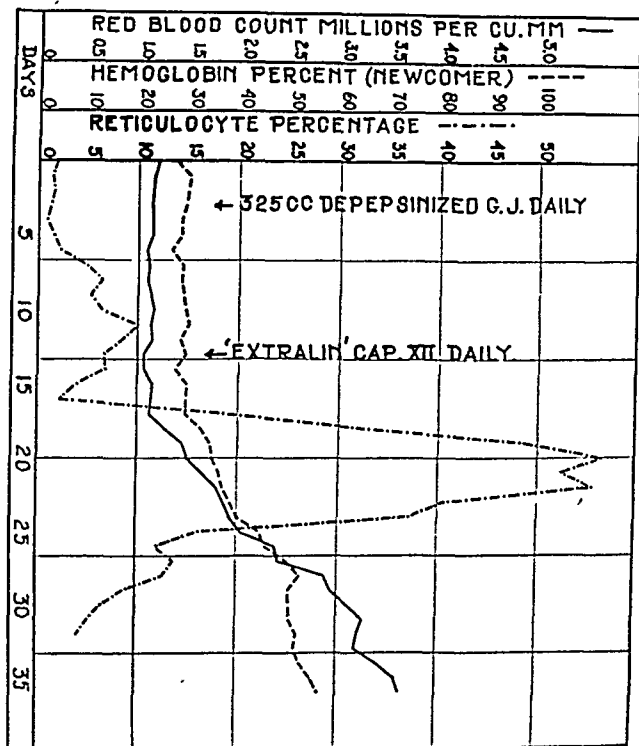 RED BLOOD COUNT MILLIONS PER CU.MM
0 0.5 1.0 1.5 2.0 2.5 3.0 3.5 4.0 4.5 5.0
HEMOGLOBIN PERCENT (NEWCOMER)
0 10 20 30 40 50 60 70 80 90 100
RETICULOCYTE PERCENTAGE
0 5 10 15 20 25 30 35 40 45 50
DAYS
325 CC DEPEPSINIZED G.J. DAILY
5
10
'EXTRALIN' CAP. XII DAILY
15
20
25
30
35